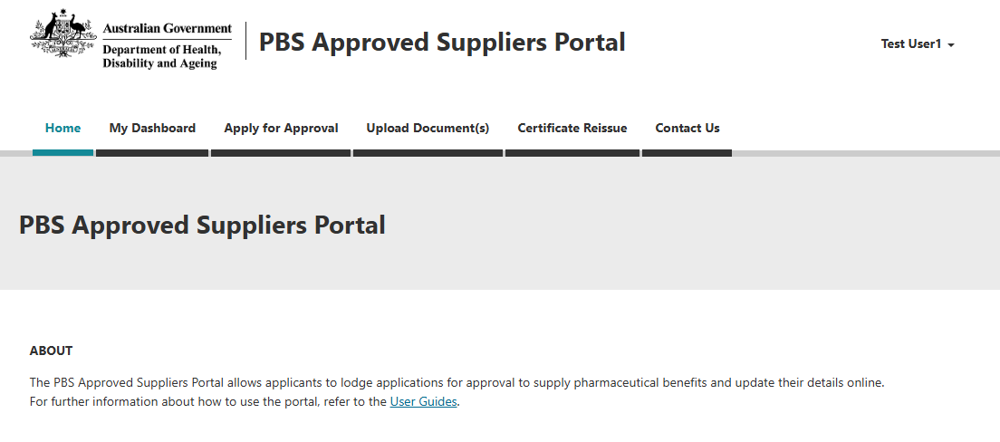 Australian Government
Department of Health,
Disability and Ageing
PBS Approved Suppliers Portal
Test User1
Home
My Dashboard
Apply for Approval
Upload Document(s)
Certificate Reissue
Contact Us
PBS Approved Suppliers Portal
ABOUT
The PBS Approved Suppliers Portal allows applicants to lodge applications for approval to supply pharmaceutical benefits and update their details online.
For further information about how to use the portal, refer to the User Guides.